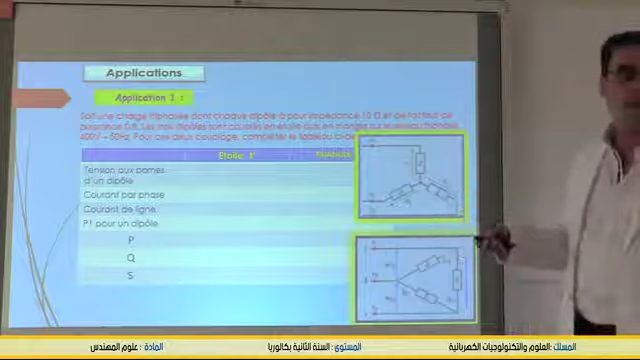 Applications
Application 1 :
Soit une charge triphasée dont chaque dipôle a pour impédance 10 Ω et de facteur de
puissance 0,8. Les trois dipôles sont couplés en étoile puis en triangle sur le réseau triphasé
400V – 50Hz. Pour ces deux couplage, compléter le tableau
Etoile: Y
Tension aux bornes
d'un dipôle
Courant par phase
Courant de ligne
P1 pour un dipôle
P
Q
S
المسلك : العلوم والتكنولوجيات الكهربائية
المستوى : السنة الثانية بكالوريا
المادة : علوم المهندس